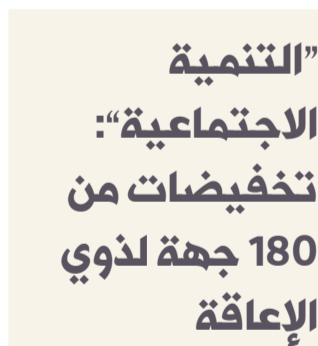 ”التنمية
الاجتماعية“:
تخفيضات من
180 جهة لذوي
الإعاقة